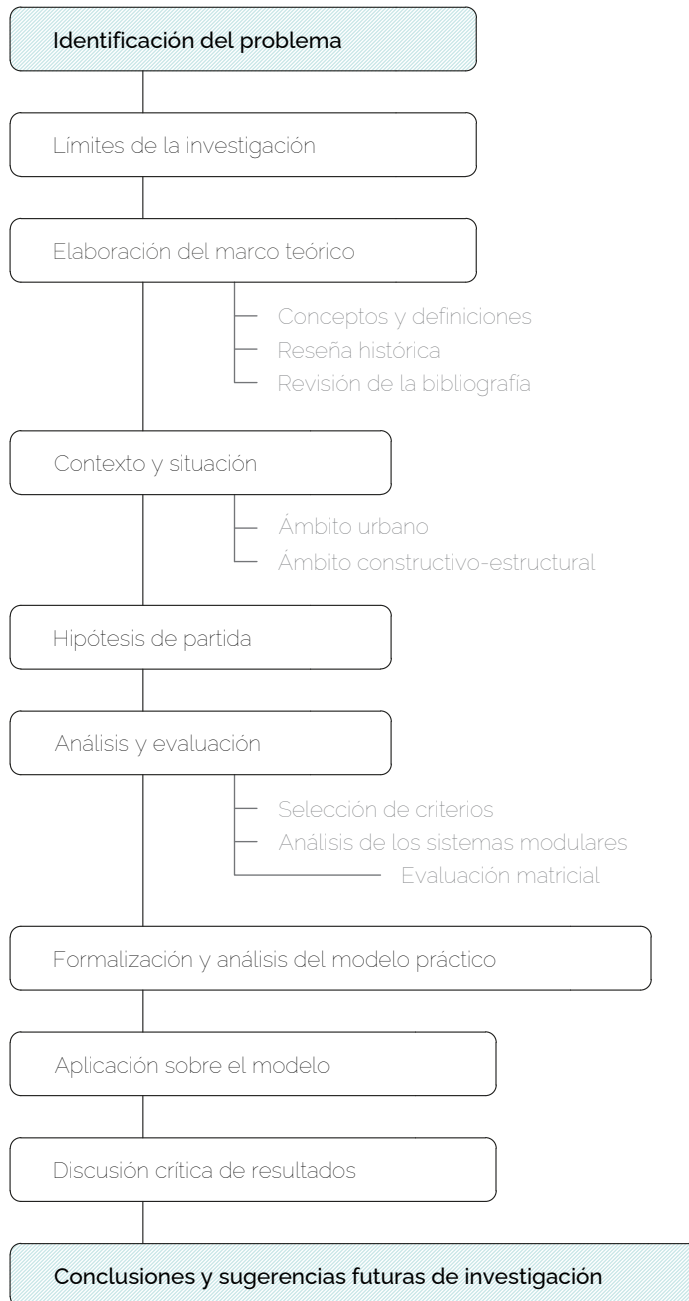 Identificación del problema
Límites de la investigación
Elaboración del marco teórico
Conceptos y definiciones
Reseña histórica
Revisión de la bibliografía
Contexto y situación
Ámbito urbano
Ámbito constructivo-estructural
Hipótesis de partida
Análisis y evaluación
Selección de criterios
Análisis de los sistemas modulares
Evaluación matricial
Formalización y análisis del modelo práctico
Aplicación sobre el modelo
Discusión crítica de resultados
Conclusiones y sugerencias futuras de investigación